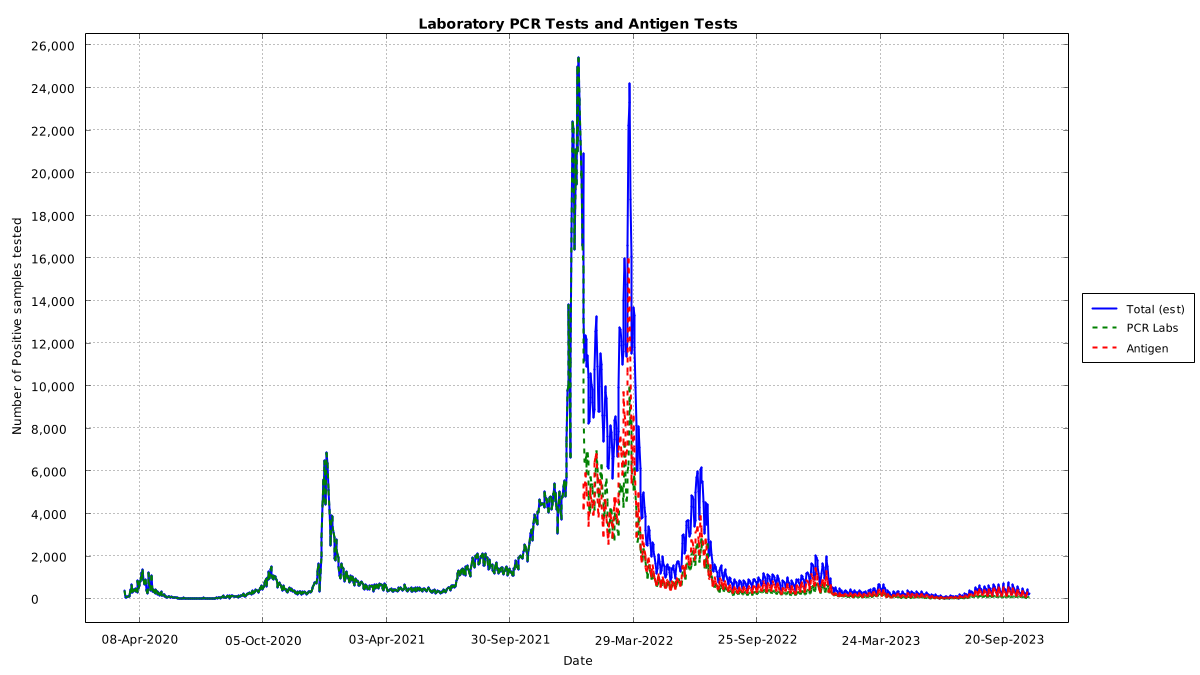 Laboratory PCR Tests and Antigen Tests
26,000
24,000
22,000
20,000
18,000
16,000
14,000
12,000
10,000
8,000
6,000
4,000
2,000
0
Number of Positive samples tested
08-Apr-2020
05-Oct-2020
03-Apr-2021
30-Sep-2021
29-Mar-2022
25-Sep-2022
24-Mar-2023
20-Sep-2023
Date
Total (est)
PCR Labs
Antigen